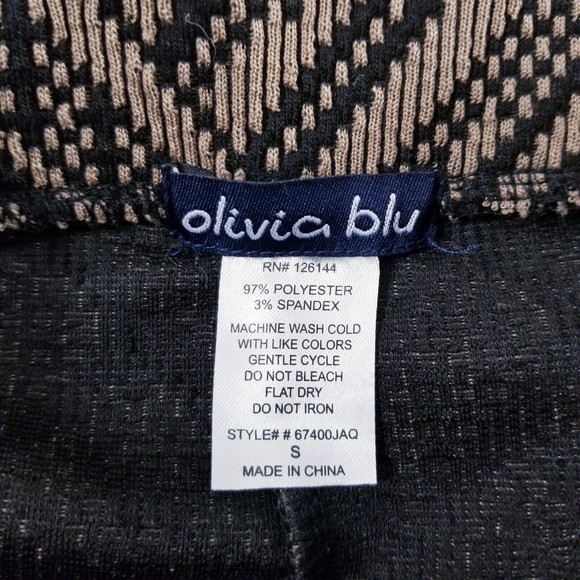 olivia blu
RN# 126144
97% POLYESTER
3% SPANDEX
MACHINE WASH COLD
WITH LIKE COLORS
GENTLE CYCLE
DO NOT BLEACH
FLAT DRY
DO NOT IRON
STYLE# # 67400JAQ
S
MADE IN CHINA